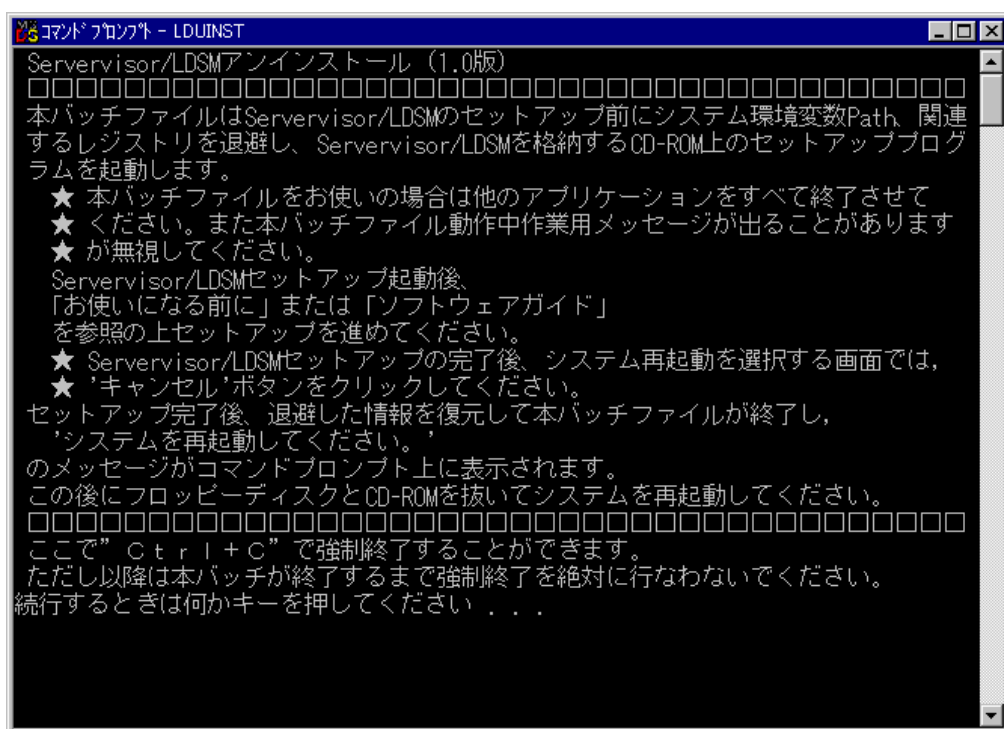 コマンド プロンプト - LDUINST
Servervisor/LDSMアンインストール (1.0版)
□□□□□□□□□□□□□□□□□□□□□□□□□□□□□□□□□□□□□□□
本バッチファイルはServervisor/LDSMのセットアップ前にシステム環境変数Path、関連
するレジストリを退避し、Servervisor/LDSMを格納するCD-ROM上のセットアッププログ
ラムを起動します。
★ 本バッチファイルをお使いの場合は他のアプリケーションをすべて終了させて
★ ください。また本バッチファイル動作中作業用メッセージが出ることがあります
★ が無視してください。
Servervisor/LDSMセットアップ起動後、
「お使いになる前に」または「ソフトウェアガイド」
を参照の上セットアップを進めてください。
★ Servervisor/LDSMセットアップの完了後、システム再起動を選択する画面では,
★ ’キャンセル’ボタンをクリックしてください。
セットアップ完了後、退避した情報を復元して本バッチファイルが終了し,
’システムを再起動してください。’
のメッセージがコマンドプロンプト上に表示されます。
この後にフロッピーディスクとCD-ROMを抜いてシステムを再起動してください。
□□□□□□□□□□□□□□□□□□□□□□□□□□□□□□□□□□□□□□□
ここで”Ctrl+C”で強制終了することができます。
ただし以降は本バッチが終了するまで強制終了を絶対に行なわないでください。
続行するときは何かキーを押してください . . .